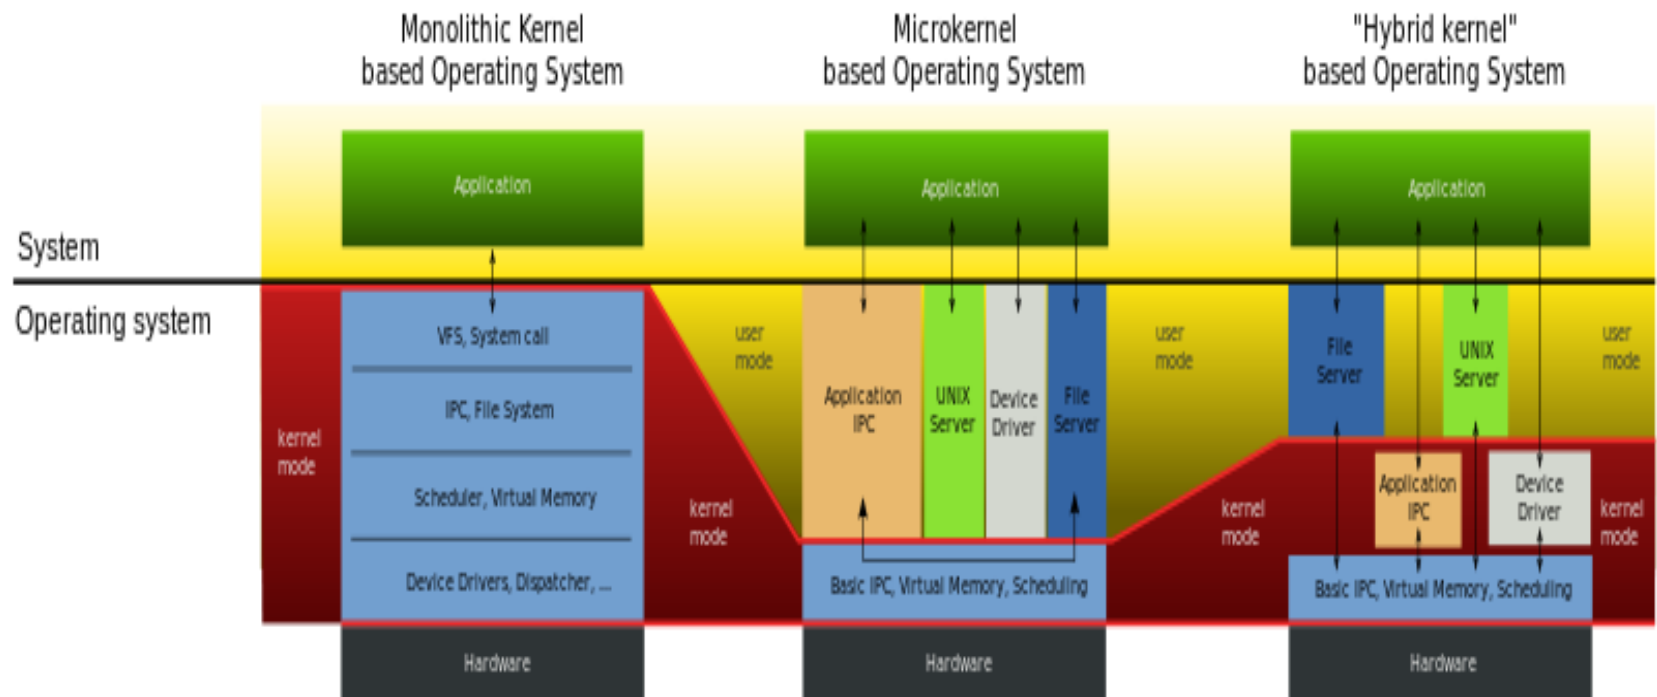 Monolithic Kernel
based Operating System
Microkernel
based Operating System
"Hybrid kernel"
based Operating System
Application
Application
Application
System
Operating system
VFS, System call
IPC, File System
Scheduler, Virtual Memory
Device Drivers, Dispatcher, ...
kernel
mode
user
mode
kernel
mode
Application
IPC
UNIX
Server
Device
Driver
File
Server
Basic IPC, Virtual Memory, Scheduling
user
mode
kernel
mode
File
Server
UNIX
Server
user
mode
Application
IPC
Device
Driver
kernel
mode
Basic IPC, Virtual Memory, Scheduling
Hardware
Hardware
Hardware